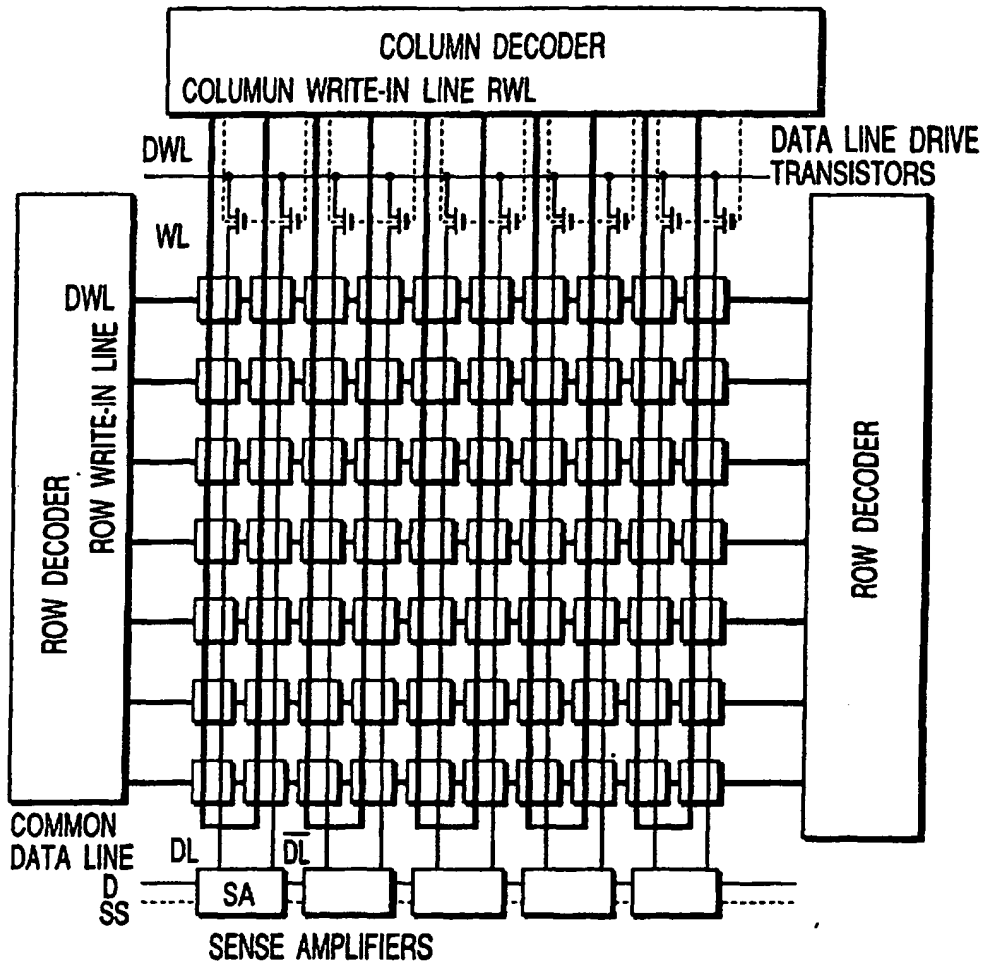 COLUMN DECODER
COLUMUN WRITE-IN LINE RWL
DWL
DATA LINE DRIVE
TRANSISTORS
WL
DWL
ROW WRITE-IN LINE
ROW DECODER
ROW DECODER
COMMON
DATA LINE
DL
DL
D
SS
SA
SENSE AMPLIFIERS